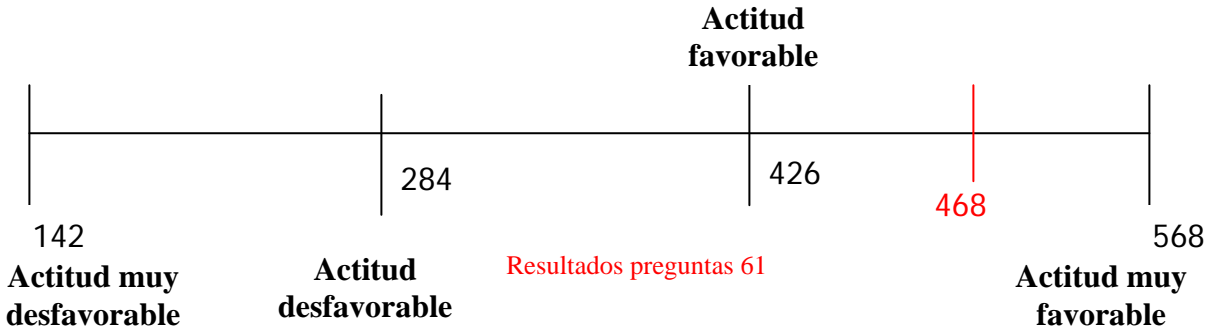 Actitud
favorable
284
426
468
142
568
Actitud muy
desfavorable
Actitud
desfavorable
Resultados preguntas 61
Actitud muy
favorable